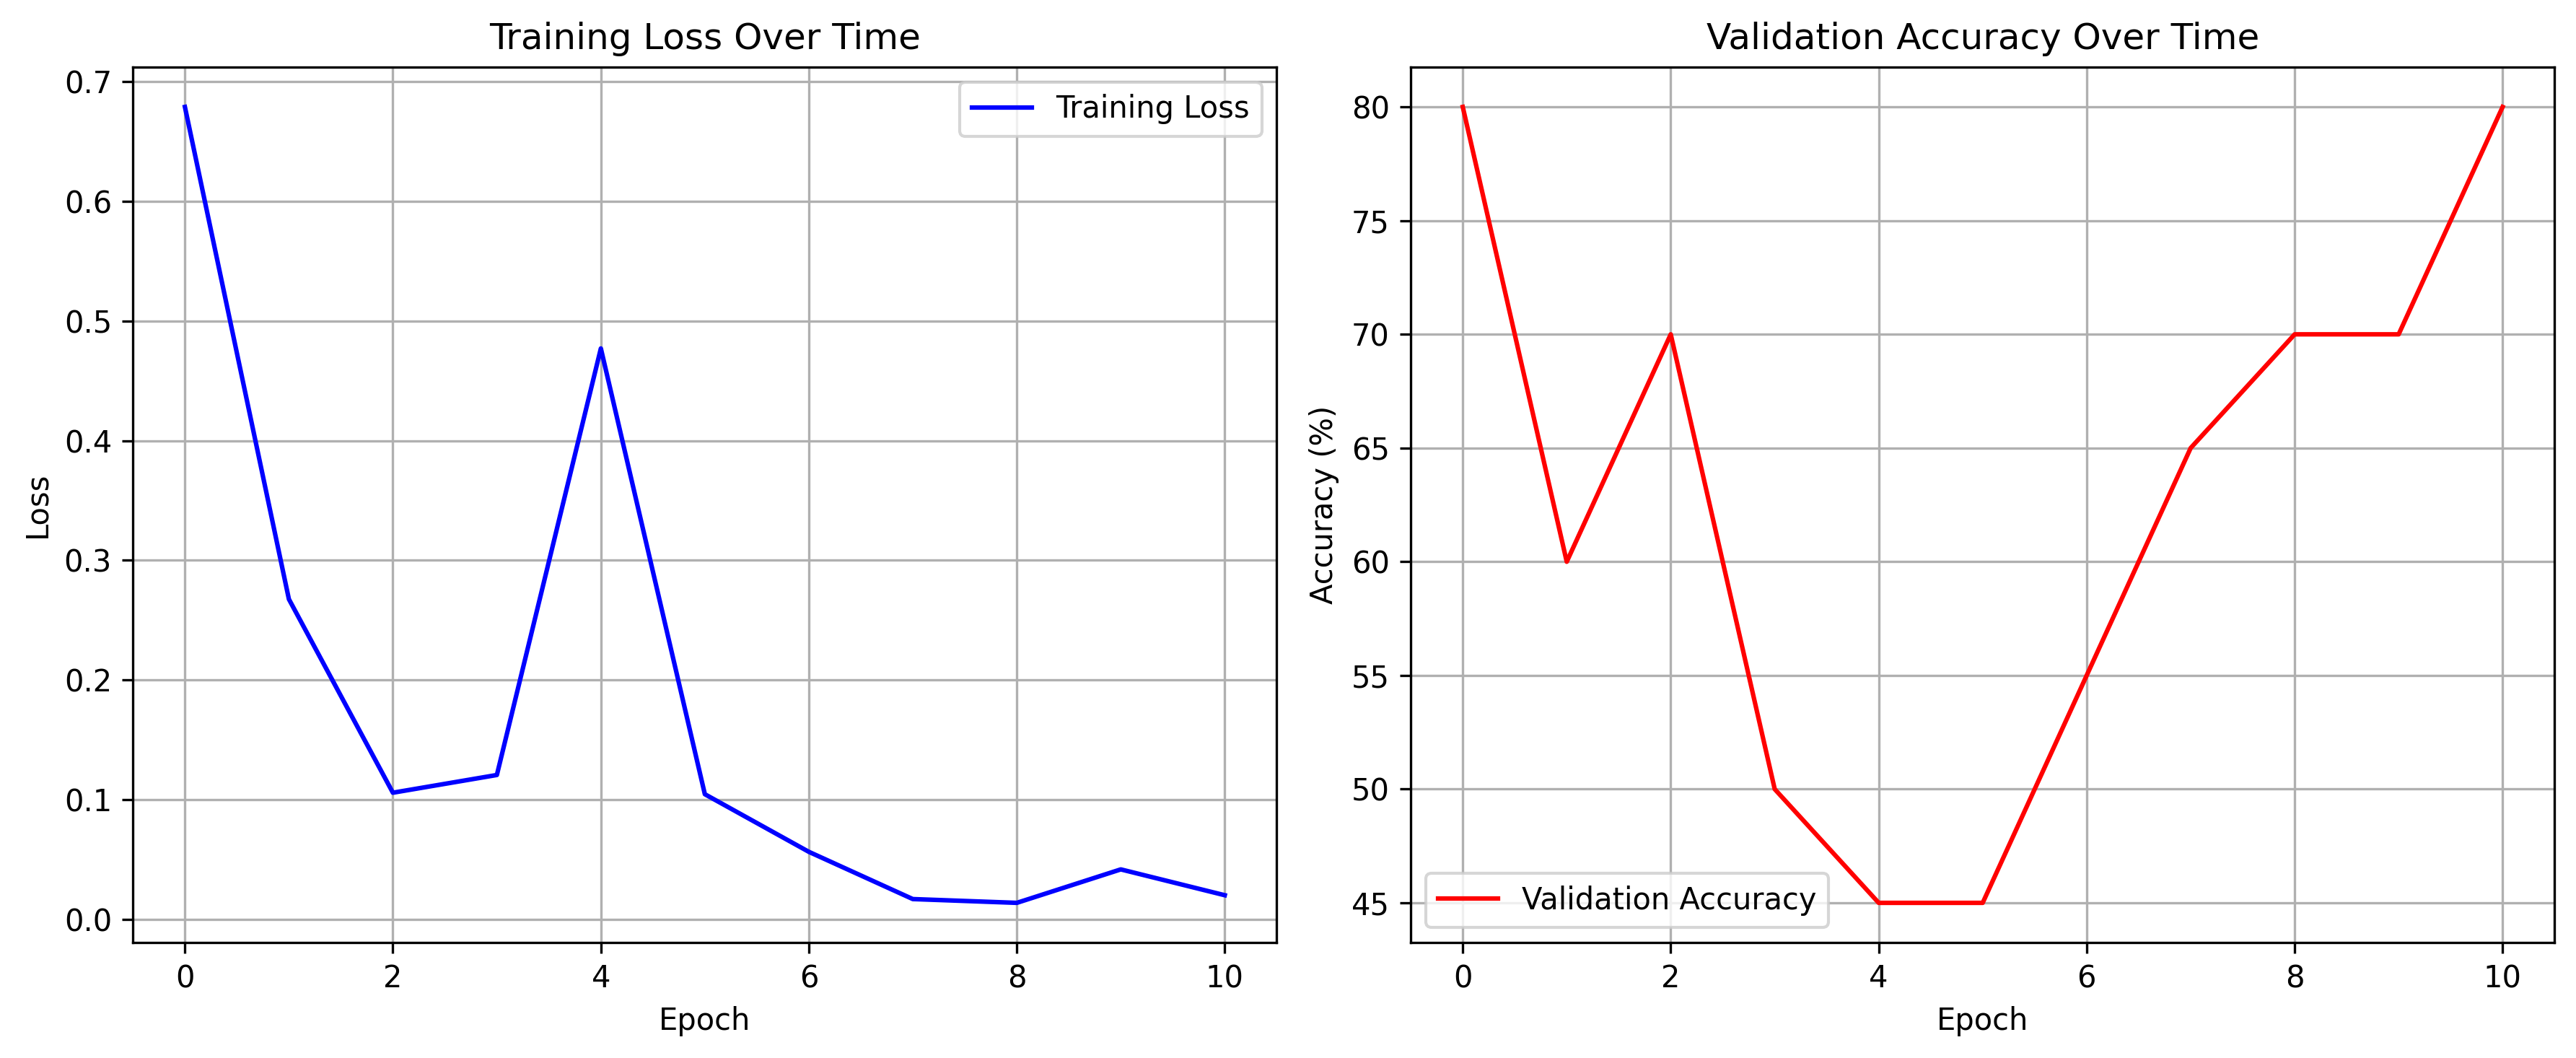 Training Loss Over Time
Training Loss
0.7
0.6
0.5
0.4
0.3
0.2
0.1
0.0
Loss
0 2 4 6 8 10
Epoch
Validation Accuracy Over Time
80
75
70
65
60
55
50
45
Accuracy (%)
Validation Accuracy
0 2 4 6 8 10
Epoch